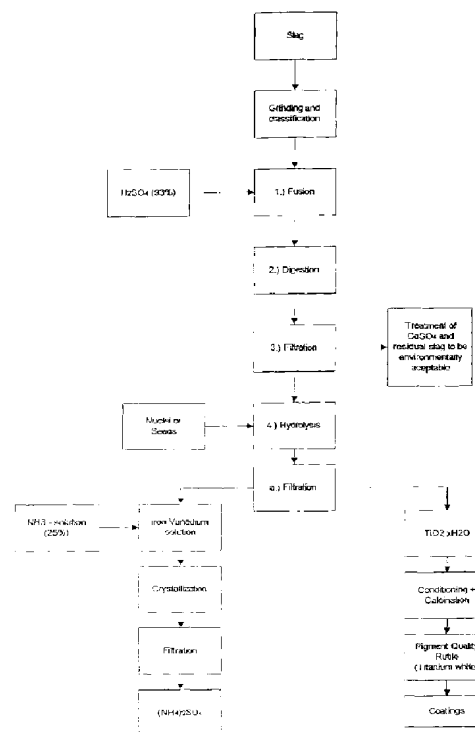 Slag
Grinding and
classification
H2SO4 (93%)
1.) Fusion
2.) Digestion
3.) Filtration
Treatment of
CaSO4 and
residual slag to be
environmentally
aceptable
Nuclei or
Seeds
4.) Hydrolysis
5.) Filtration
NH3 - solution
(25%)
Iron Vanadium
solution
TiO2.xH2O
Crystallization
Conditioning +
Calcination
Filtration
Pigment Quality
Rutile
(Titanium white
(NH4)2SO4
Coatings